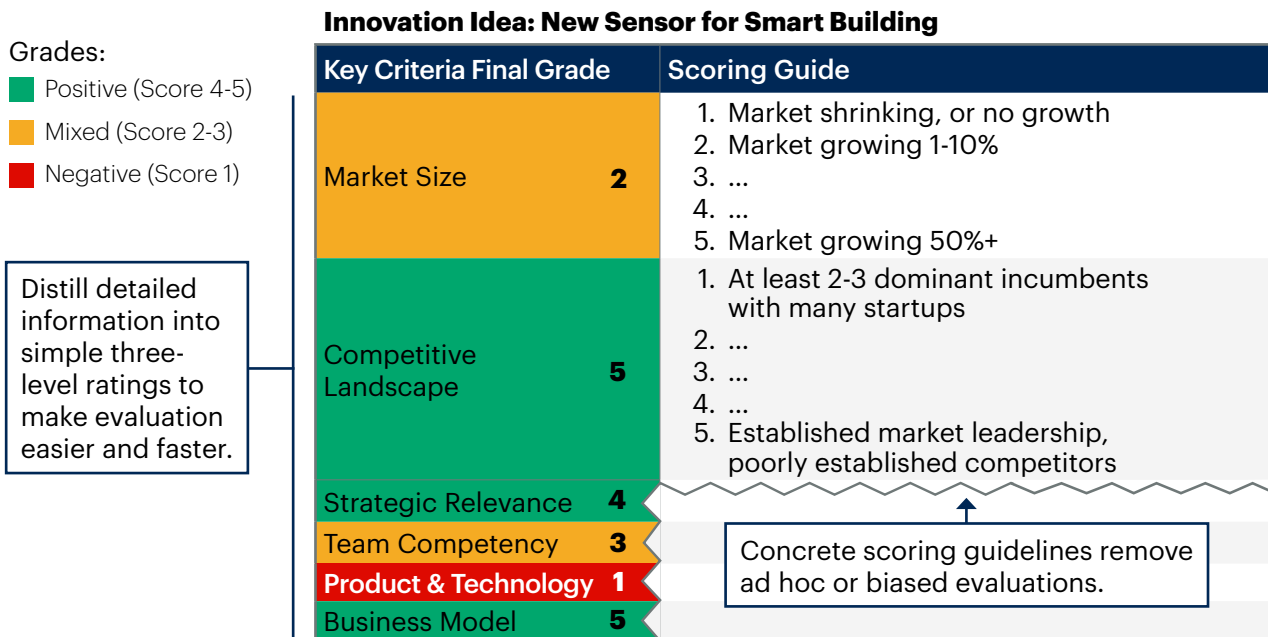 Innovation Idea: New Sensor for Smart Building
Grades:
Positive (Score 4-5)
Mixed (Score 2-3)
Negative (Score 1)
Distill detailed
information into
simple three-
level ratings to
make evaluation
easier and faster.
Key Criteria Final Grade
Scoring Guide
Market Size 2
1. Market shrinking, or no growth
2. Market growing 1-10%
3. ...
4. ...
5. Market growing 50%+
Competitive
Landscape 5
1. At least 2-3 dominant incumbents
with many startups
2. ...
3. ...
4. ...
5. Established market leadership,
poorly established competitors
Strategic Relevance 4
Team Competency 3
Product & Technology 1
Business Model 5
Concrete scoring guidelines remove
ad hoc or biased evaluations.